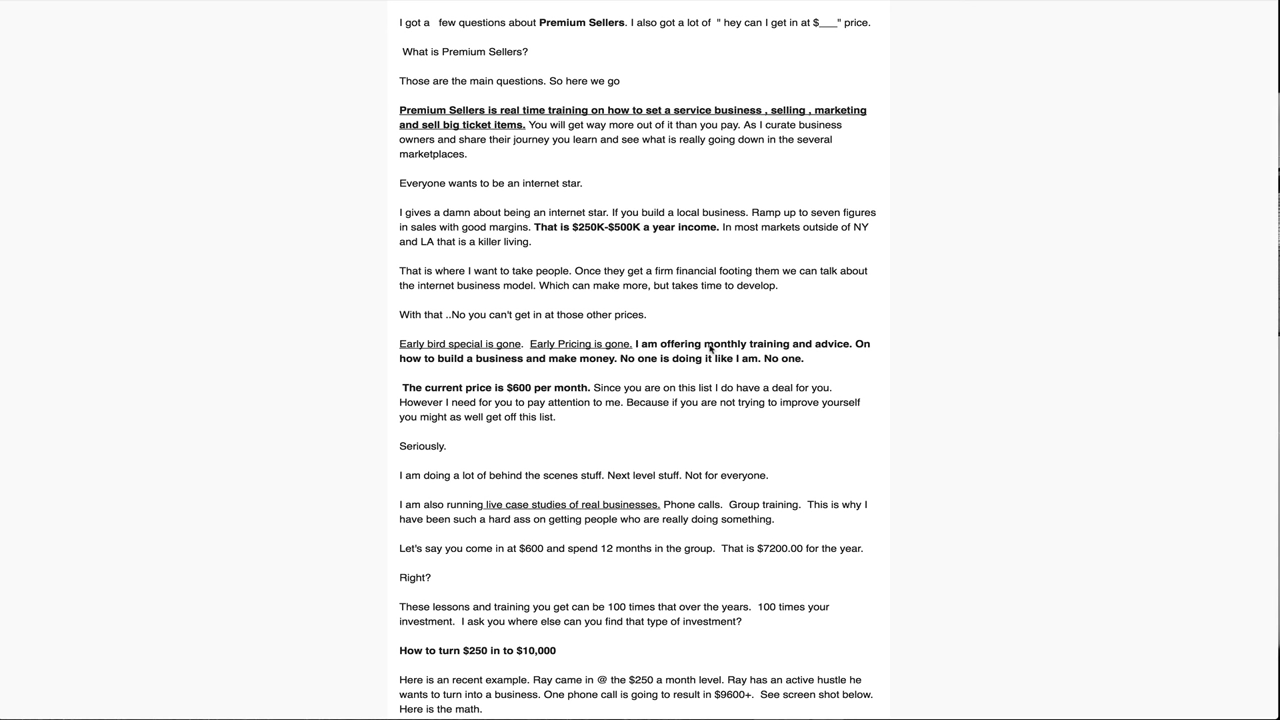 I got a   few questions about Premium Sellers. I also got a lot of  " hey can I get in at $___" price.
What is Premium Sellers?
Those are the main questions. So here we go
Premium Sellers is real time training on how to set a service business , selling , marketing
and sell big ticket items. You will get way more out of it than you pay. As I curate business
owners and share their journey you learn and see what is really going down in the several
marketplaces.
Everyone wants to be an internet star.
I gives a damn about being an internet star. If you build a local business. Ramp up to seven figures
in sales with good margins. That is $250K-$500K a year income. In most markets outside of NY
and LA that is a killer living.
That is where I want to take people. Once they get a firm financial footing them we can talk about
the internet business model. Which can make more, but takes time to develop.
With that ..No you can't get in at those other prices.
Early bird special is gone.  Early Pricing is gone. I am offering monthly training and advice. On
how to build a business and make money. No one is doing it like I am. No one.
The current price is $600 per month. Since you are on this list I do have a deal for you.
However I need for you to pay attention to me. Because if you are not trying to improve yourself
you might as well get off this list.
Seriously.
I am doing a lot of behind the scenes stuff. Next level stuff. Not for everyone.
I am also running live case studies of real businesses. Phone calls.  Group training.  This is why I
have been such a hard ass on getting people who are really doing something.
Let's say you come in at $600 and spend 12 months in the group.  That is $7200.00 for the year.
Right?
These lessons and training you get can be 100 times that over the years.  100 times your
investment.  I ask you where else can you find that type of investment?
How to turn $250 in to $10,000
Here is an recent example. Ray came in @ the $250 a month level. Ray has an active hustle he
wants to turn into a business. One phone call is going to result in $9600+.  See screen shot below.
Here is the math.